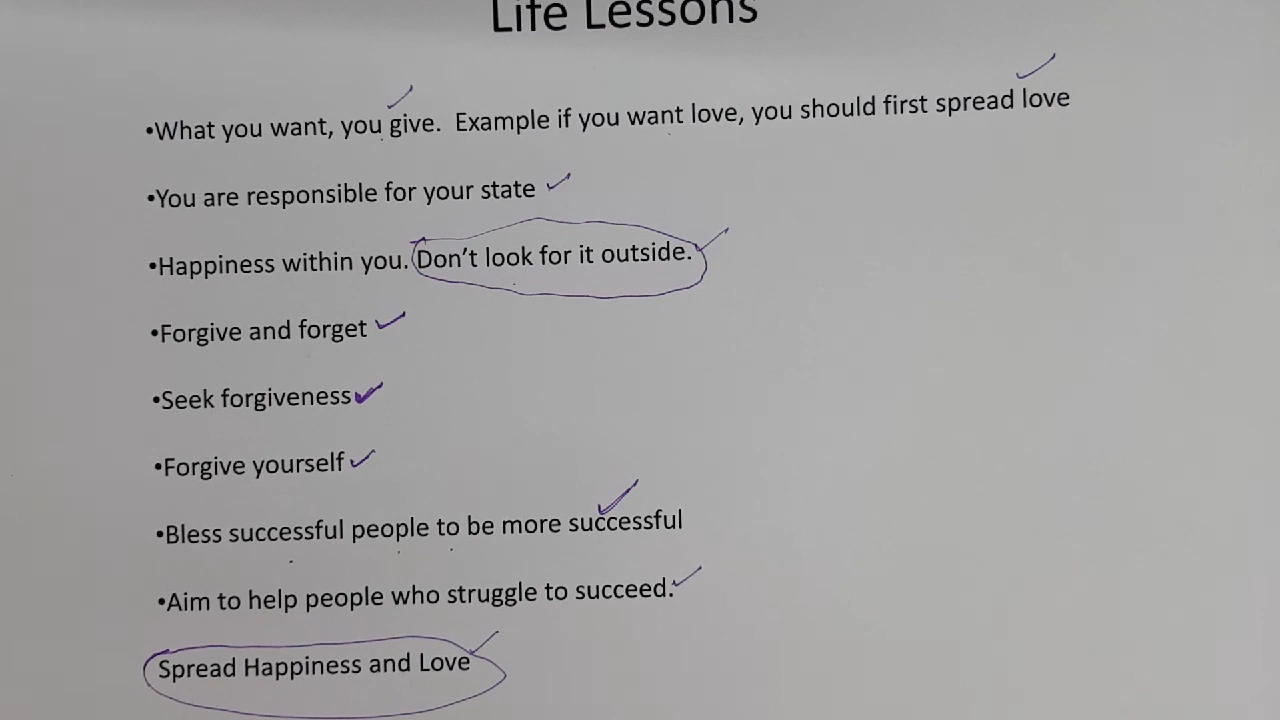 Life Lessons
•What you want, you give. Example if you want love, you should first spread love
•You are responsible for your state
•Happiness within you. Don't look for it outside.
•Forgive and forget
•Seek forgiveness
•Forgive yourself
•Bless successful people to be more successful
•Aim to help people who struggle to succeed.
Spread Happiness and Love